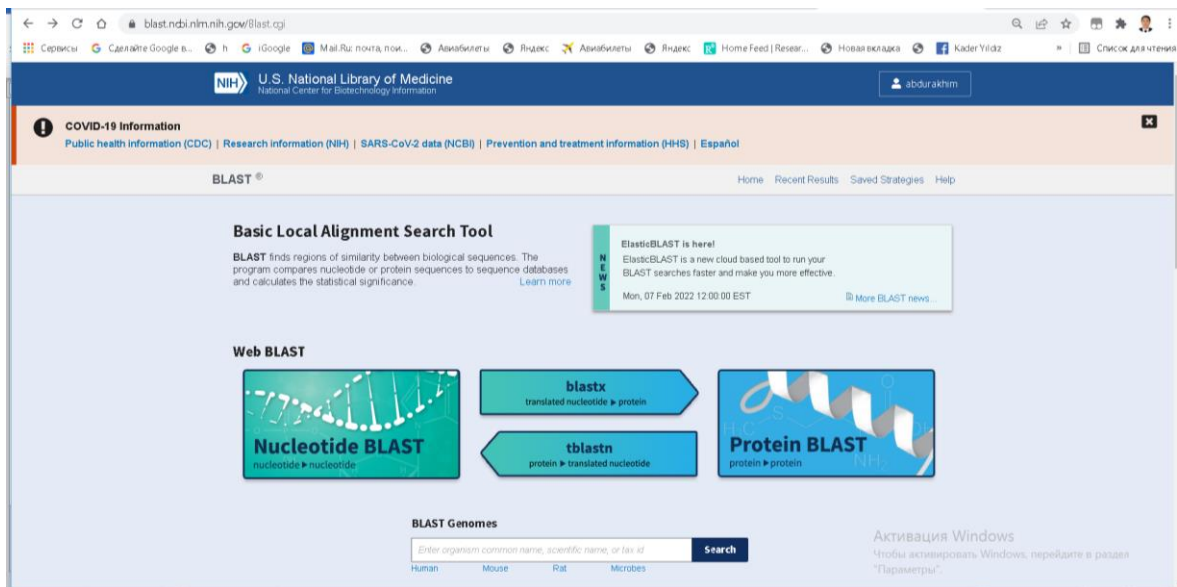 blast.ncbi.nlm.nih.gov/Blast.cgi
Сервисы Сделайте Google в... h iGoogle Mail.Ru: почта, пои... Авиабилеты Яндекс Авиабилеты Яндекс Home Feed | Resear... Новая вкладка Kader Yıldız » Список для чтения
NIH U.S. National Library of Medicine
National Center for Biotechnology Information
abdurakhim
COVID-19 Information
Public health information (CDC) | Research information (NIH) | SARS-CoV-2 data (NCBI) | Prevention and treatment information (HHS) | Español
BLAST ® Home Recent Results Saved Strategies Help
Basic Local Alignment Search Tool
BLAST finds regions of similarity between biological sequences. The
program compares nucleotide or protein sequences to sequence databases
and calculates the statistical significance. Learn more
NEWS
ElasticBLAST is here!
ElasticBLAST is a new cloud based tool to run your
BLAST searches faster and make you more effective.
Mon, 07 Feb 2022 12:00:00 EST More BLAST news...
Web BLAST
Nucleotide BLAST
nucleotide ▶ nucleotide
blastx
translated nucleotide ▶ protein
tblastn
protein ▶ translated nucleotide
Protein BLAST
protein ▶ protein
BLAST Genomes
Enter organism common name, scientific name, or tax id Search
Human Mouse Rat Microbes
Активация Windows
Чтобы активировать Windows, перейдите в раздел
"Параметры".